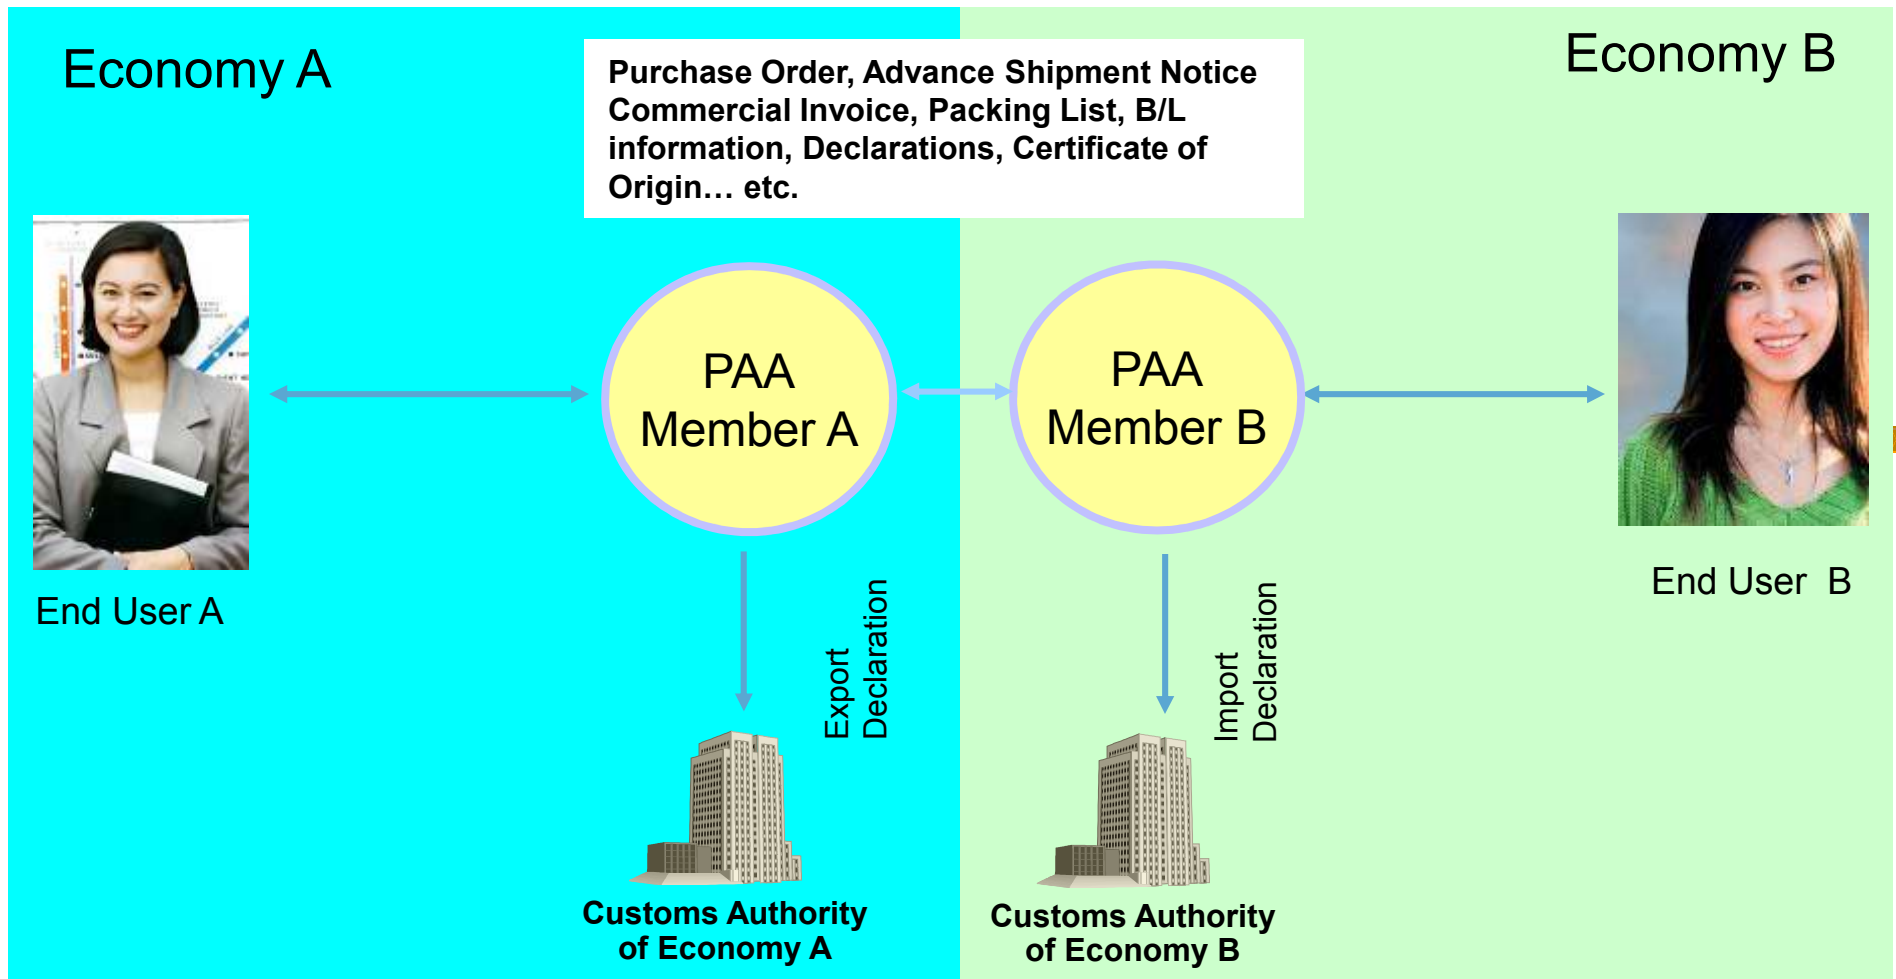 Economy A
Economy B
Purchase Order, Advance Shipment Notice
Commercial Invoice, Packing List, B/L
information, Declarations, Certificate of
Origin… etc.
PAA
Member A
PAA
Member B
End User A
End User  B
Export
Declaration
Import
Declaration
Customs Authority
of Economy A
Customs Authority
of Economy B